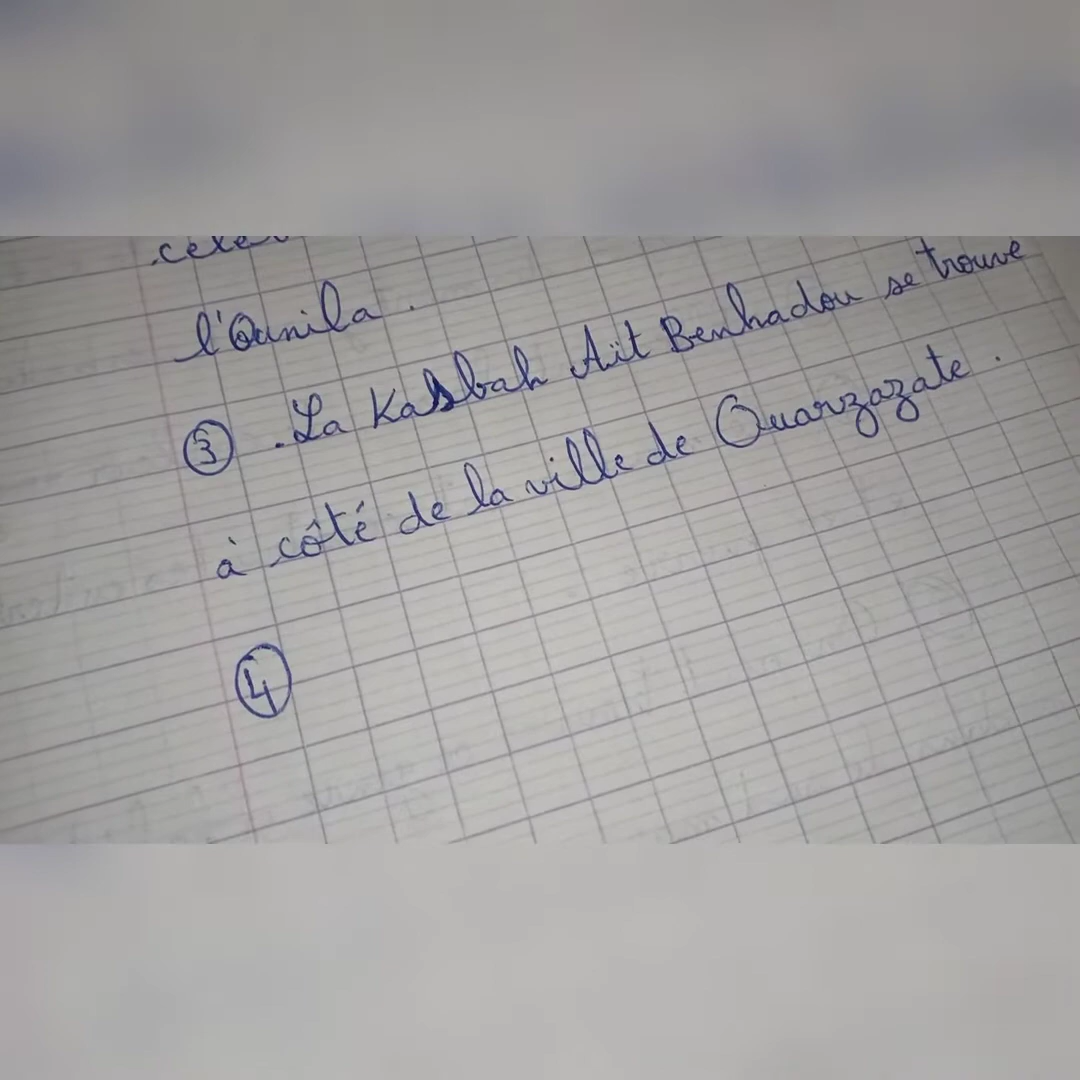 l'Ounila.
③ .La Kasbah Aït Benhadou se trouve
à côté de la ville de Ouarzazate.
④